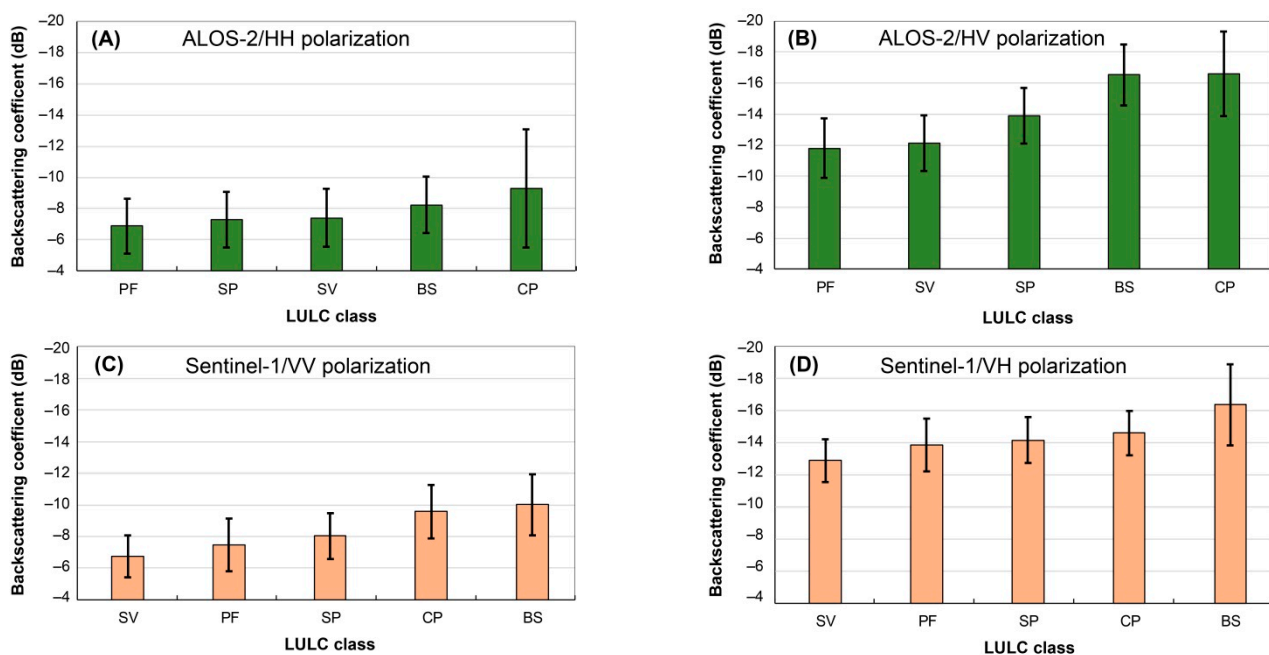 (A) ALOS-2/HH polarization
Backscattering coefficient (dB)
–20
–18
–16
–14
–12
–10
–8
–6
–4
PF SP SV BS CP
LULC class
(B) ALOS-2/HV polarization
Backscattering coefficient (dB)
–20
–18
–16
–14
–12
–10
–8
–6
–4
PF SV SP BS CP
LULC class
(C) Sentinel-1/VV polarization
Backscattering coefficent (dB)
–20
–18
–16
–14
–12
–10
–8
–6
–4
SV PF SP CP BS
LULC class
(D) Sentinel-1/VH polarization
Backscattering coefficent (dB)
–20
–18
–16
–14
–12
–10
–8
–6
–4
SV PF SP CP BS
LULC class